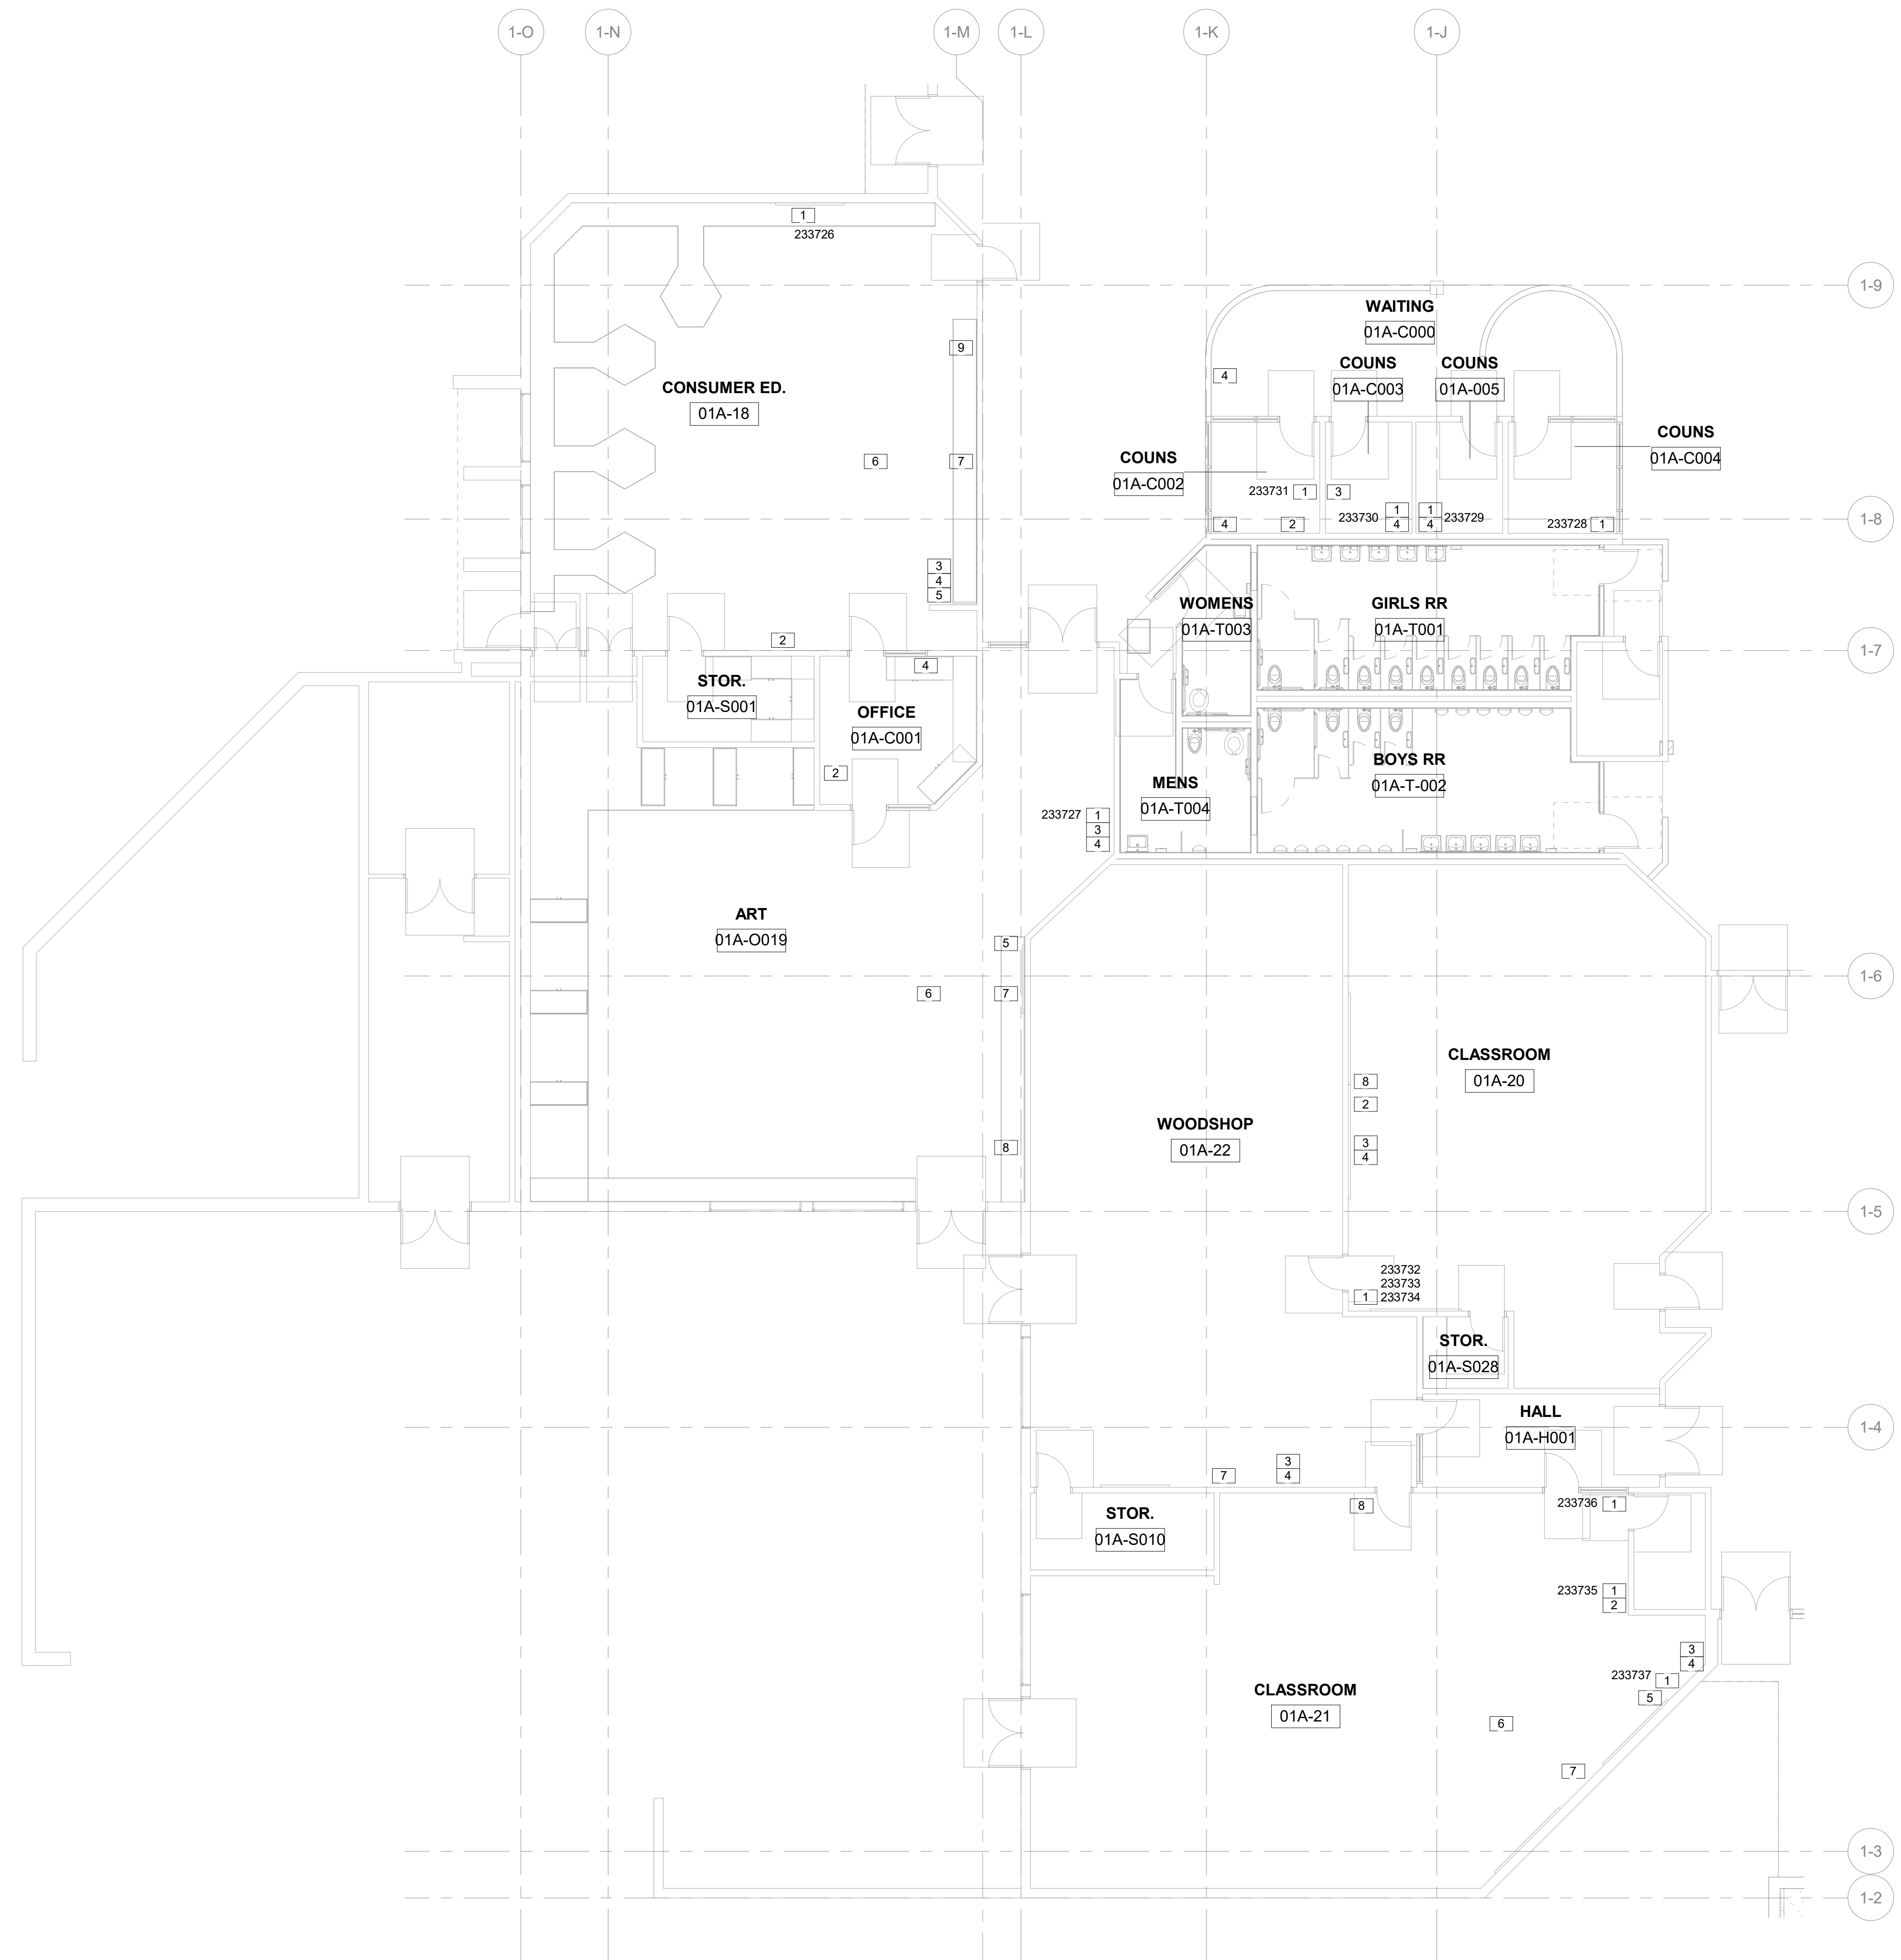 1-O
1-N
1-M
1-L
1-K
1-J
1
233726
1-9
WAITING
01A-C000
9
COUNS
01A-C003
COUNS
01A-005
4
CONSUMER ED.
01A-18
COUNS
01A-C004
6
7
COUNS
01A-C002
233731 1
3
233730 1
4
1 233729
4
233728 1
4
2
1-8
3
4
5
WOMENS
01A-T003
GIRLS RR
01A-T001
2
1-7
4
STOR.
01A-S001
OFFICE
01A-C001
2
BOYS RR
01A-T-002
MENS
01A-T004
233727 1
3
4
ART
01A-O019
5
6
7
1-6
CLASSROOM
01A-20
8
2
WOODSHOP
01A-22
3
4
8
1-5
233732
233733
1 233734
STOR.
01A-S028
HALL
01A-H001
1-4
3
4
7
8
233736 1
STOR.
01A-S010
233735 1
2
3
4
233737 1
5
CLASSROOM
01A-21
6
7
1-3
1-2